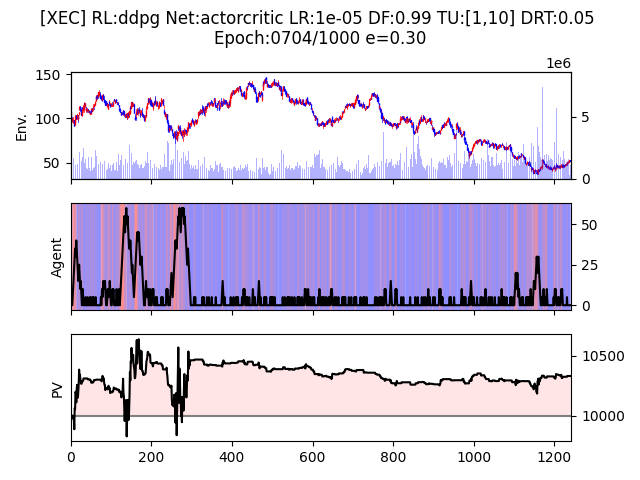 [XEC] RL:ddpg Net:actorcritic LR:1e-05 DF:0.99 TU:[1,10] DRT:0.05
Epoch:0704/1000 e=0.30
1e6
150
100
50
Env.
5
0
Agent
50
25
0
PV
10500
10000
0
200
400
600
800
1000
1200